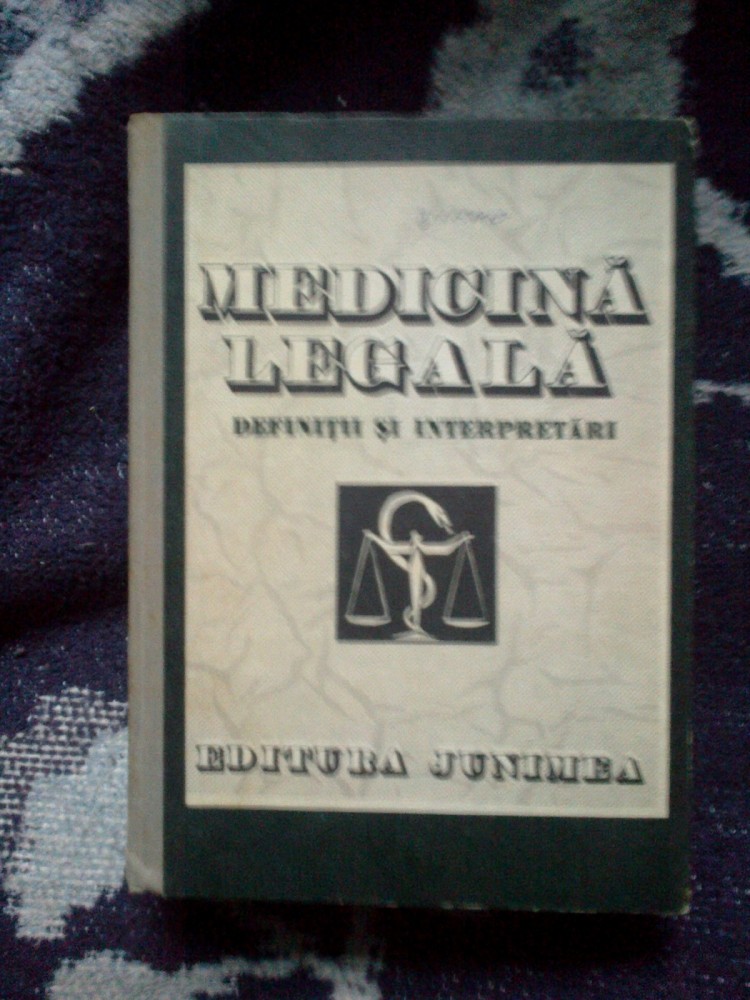 MEDICINĂ
LEGALĂ
DEFINIȚII ȘI INTERPRETĂRI
EDITURA JUNIMEA